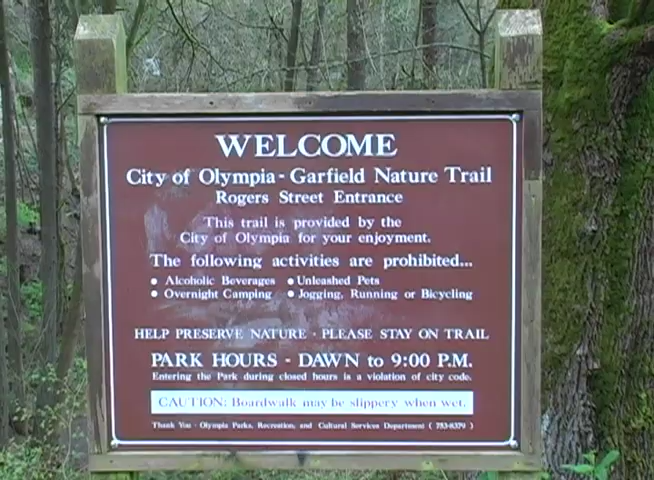 WELCOME
City of Olympia - Garfield Nature Trail
Rogers Street Entrance
This trail is provided by the
City of Olympia for your enjoyment.
The following activities are prohibited...
• Alcoholic Beverages • Unleashed Pets
• Overnight Camping • Jogging, Running or Bicycling
HELP PRESERVE NATURE - PLEASE STAY ON TRAIL
PARK HOURS - DAWN to 9:00 P.M.
Entering the Park during closed hours is a violation of city code.
CAUTION: Boardwalk may be slippery when wet.
Thank You - Olympia Parks, Recreation, and Cultural Services Department ( 753-8379 )